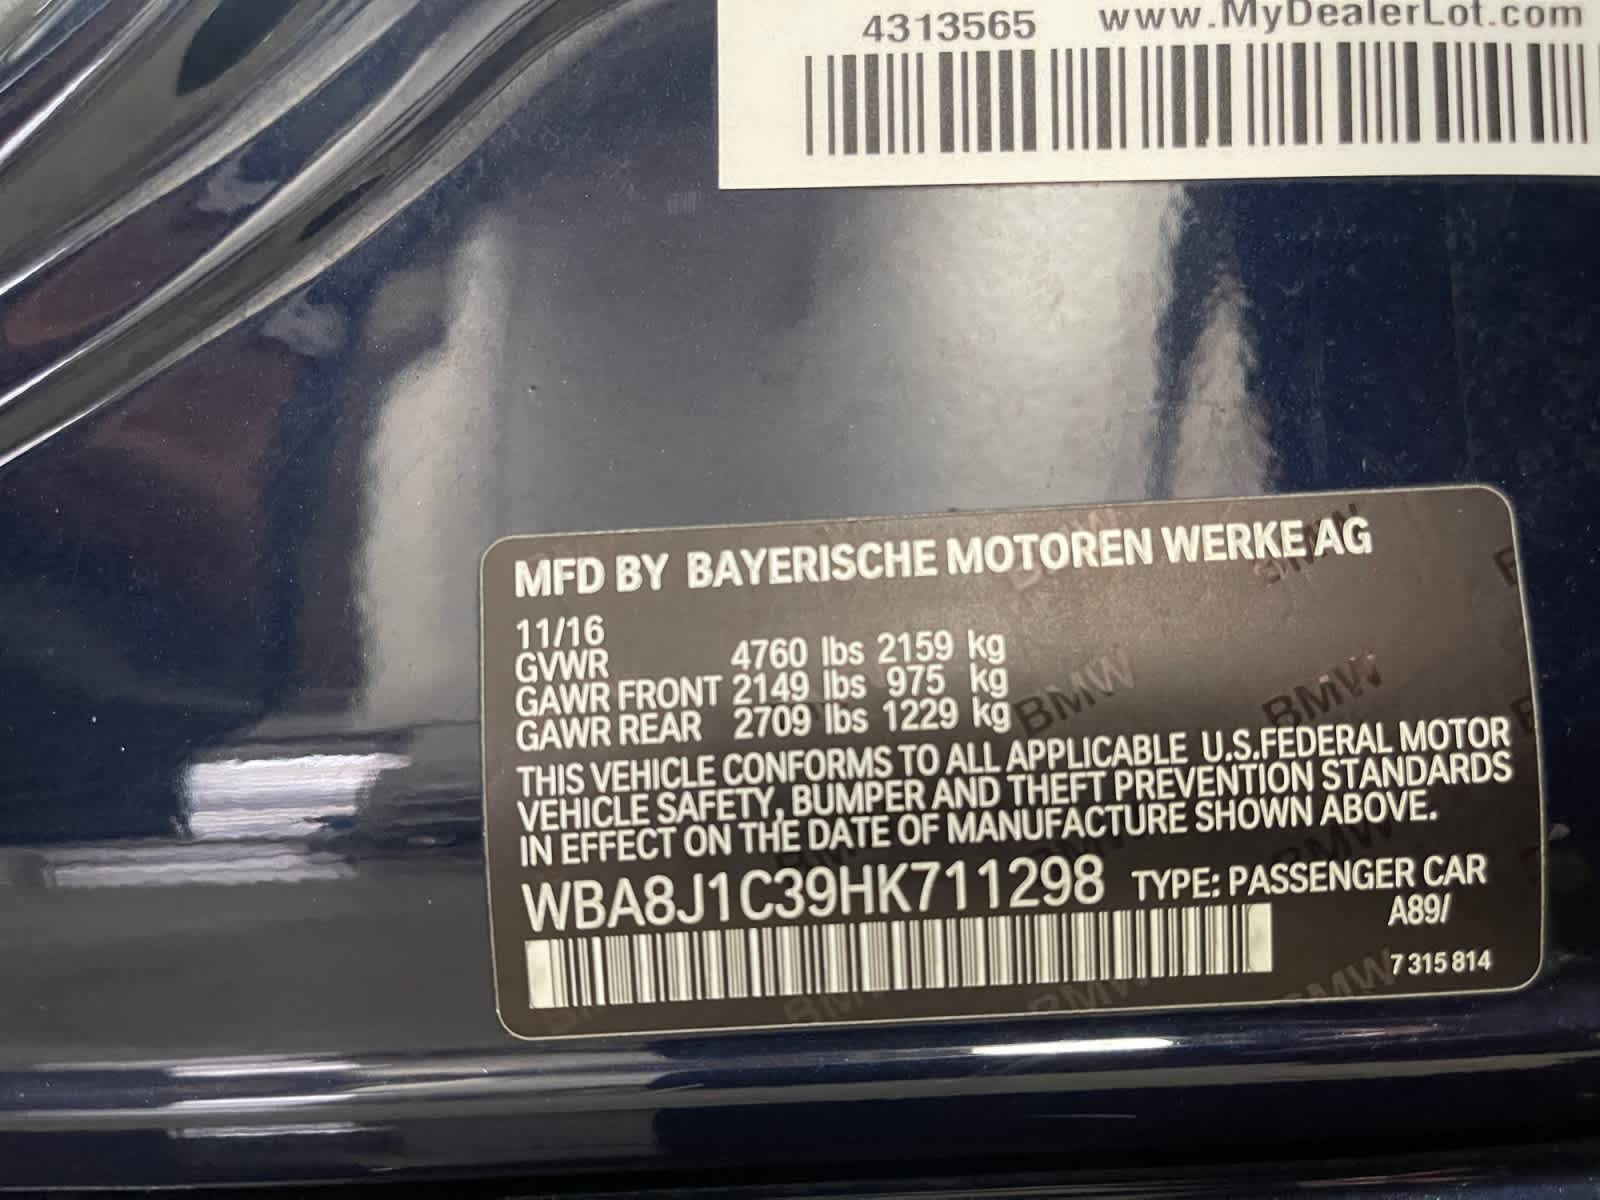 4313565 www.MyDealerLot.com
MFD BY BAYERISCHE MOTOREN WERKE AG
11/16
GVWR 4760 lbs 2159 kg
GAWR FRONT 2149 lbs 975 kg
GAWR REAR 2709 lbs 1229 kg
THIS VEHICLE CONFORMS TO ALL APPLICABLE U.S.FEDERAL MOTOR
VEHICLE SAFETY, BUMPER AND THEFT PREVENTION STANDARDS
IN EFFECT ON THE DATE OF MANUFACTURE SHOWN ABOVE.
WBA8J1C39HK711298 TYPE: PASSENGER CAR
A89/
7 315 814